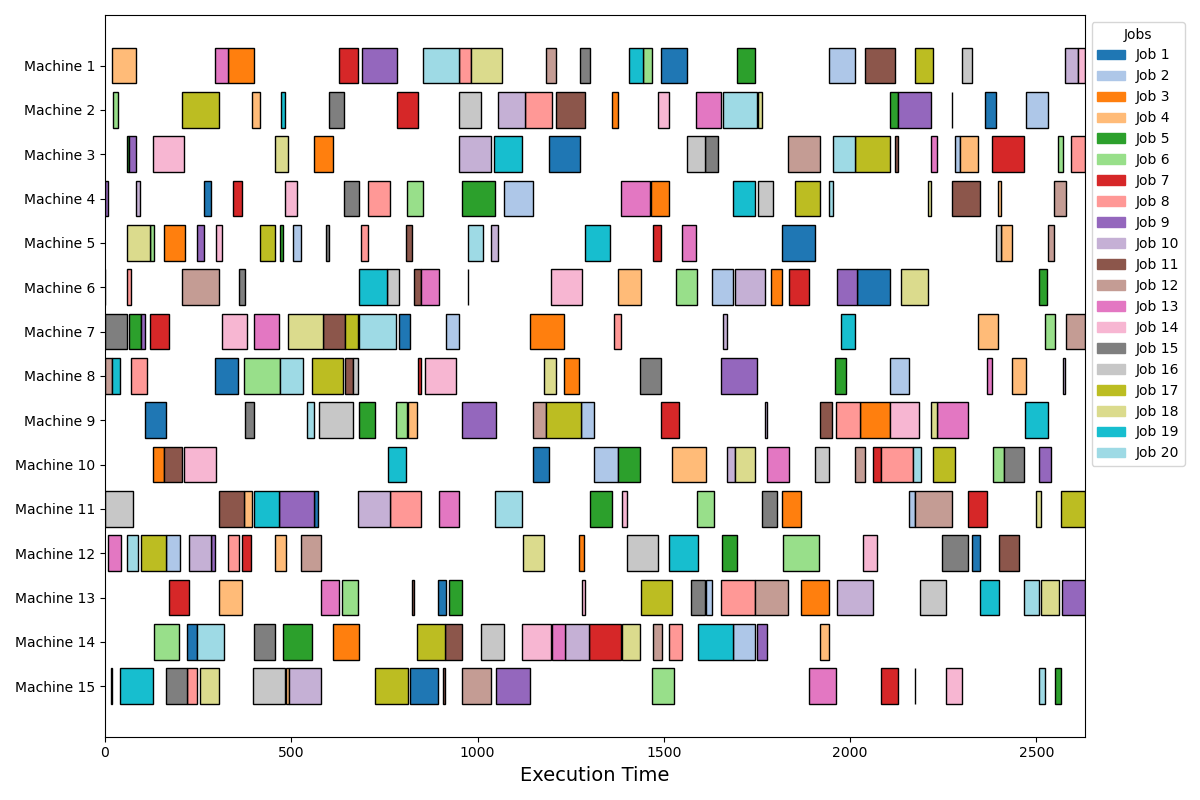 Machine 1
Machine 2
Machine 3
Machine 4
Machine 5
Machine 6
Machine 7
Machine 8
Machine 9
Machine 10
Machine 11
Machine 12
Machine 13
Machine 14
Machine 15
0 500 1000 1500 2000 2500
Execution Time
Jobs
Job 1
Job 2
Job 3
Job 4
Job 5
Job 6
Job 7
Job 8
Job 9
Job 10
Job 11
Job 12
Job 13
Job 14
Job 15
Job 16
Job 17
Job 18
Job 19
Job 20